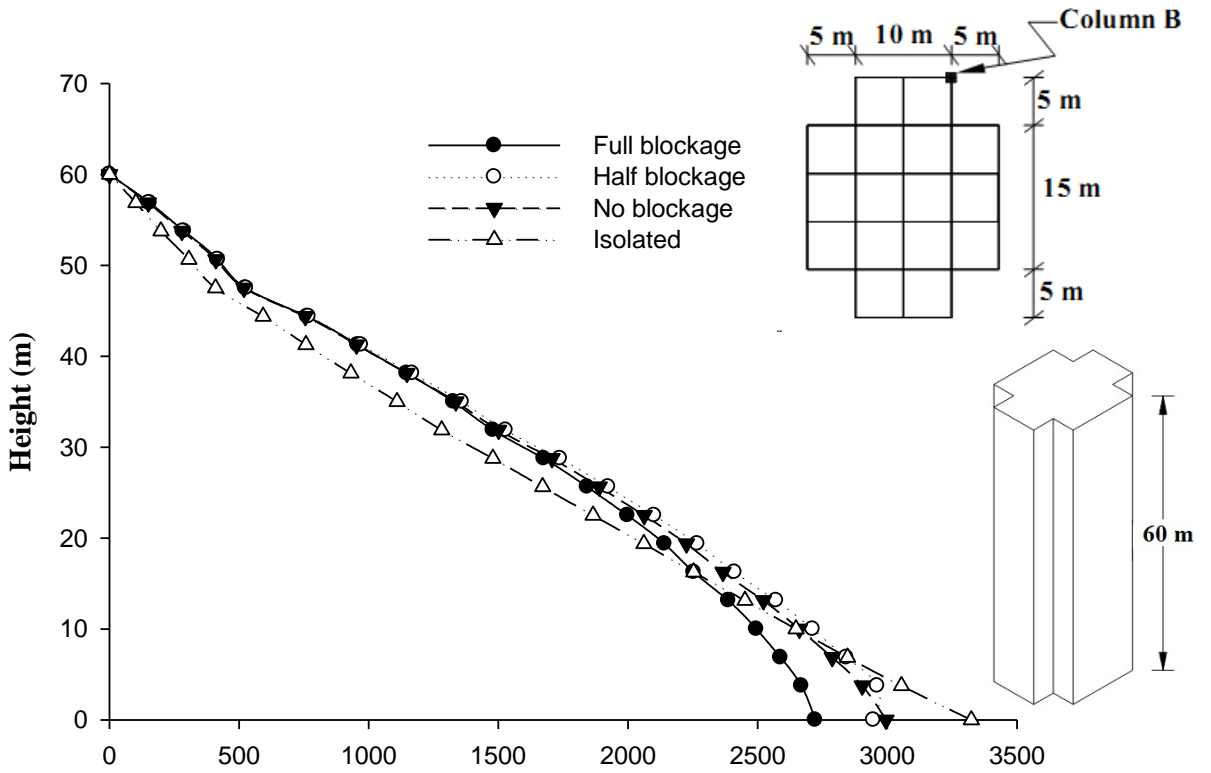 Column B
5 m 10 m 5 m
5 m
15 m
5 m
70
60
50
40
30
20
10
0
Height (m)
Full blockage
Half blockage
No blockage
Isolated
60 m
0 500 1000 1500 2000 2500 3000 3500